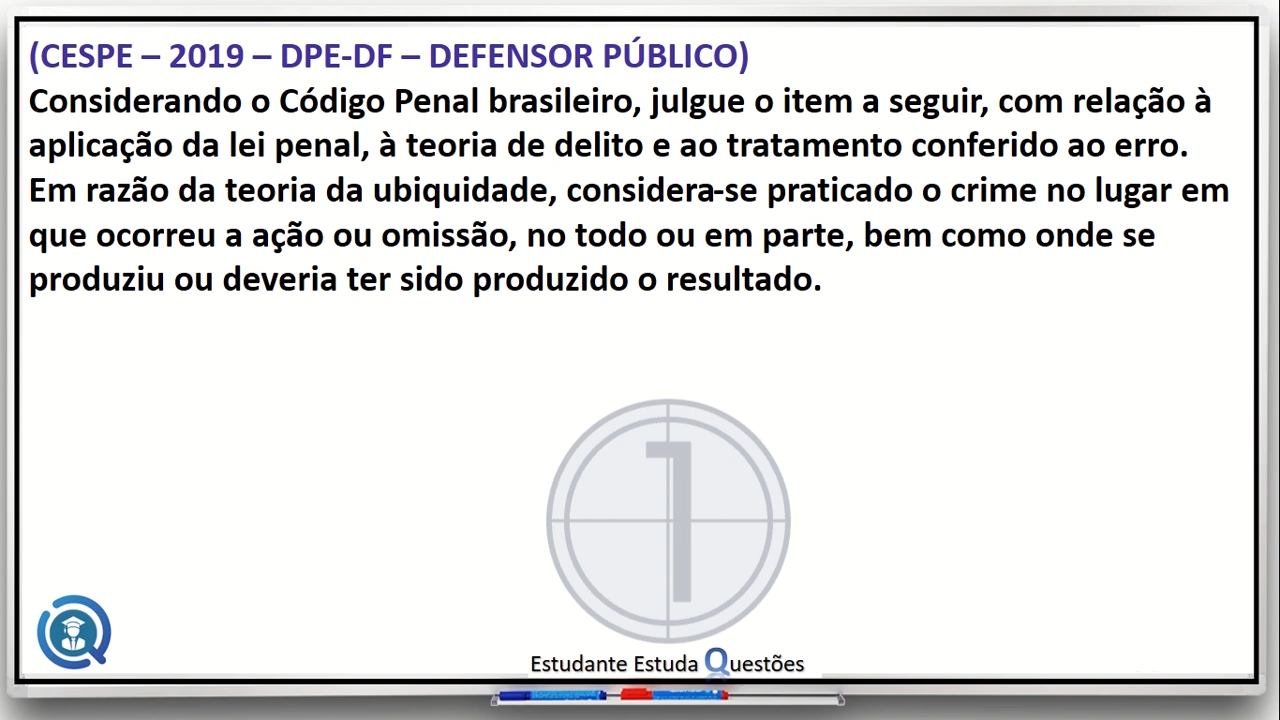 (CESPE – 2019 – DPE-DF – DEFENSOR PÚBLICO)
Considerando o Código Penal brasileiro, julgue o item a seguir, com relação à
aplicação da lei penal, à teoria de delito e ao tratamento conferido ao erro.
Em razão da teoria da ubiquidade, considera-se praticado o crime no lugar em
que ocorreu a ação ou omissão, no todo ou em parte, bem como onde se
produziu ou deveria ter sido produzido o resultado.
1
Estudante Estuda Questões